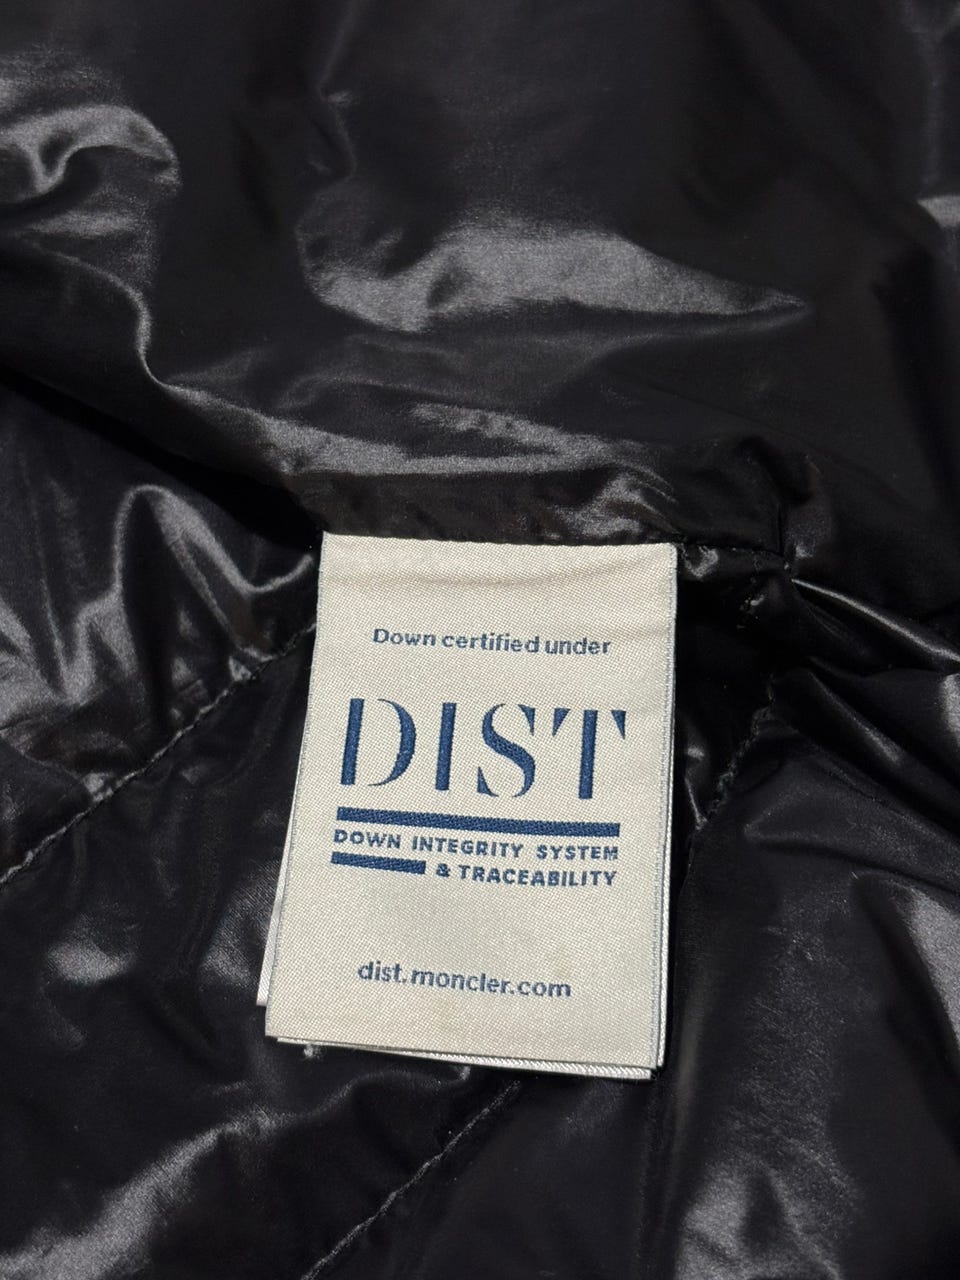 Down certified under
DIST
DOWN INTEGRITY SYSTEM
& TRACEABILITY
dist.moncler.com